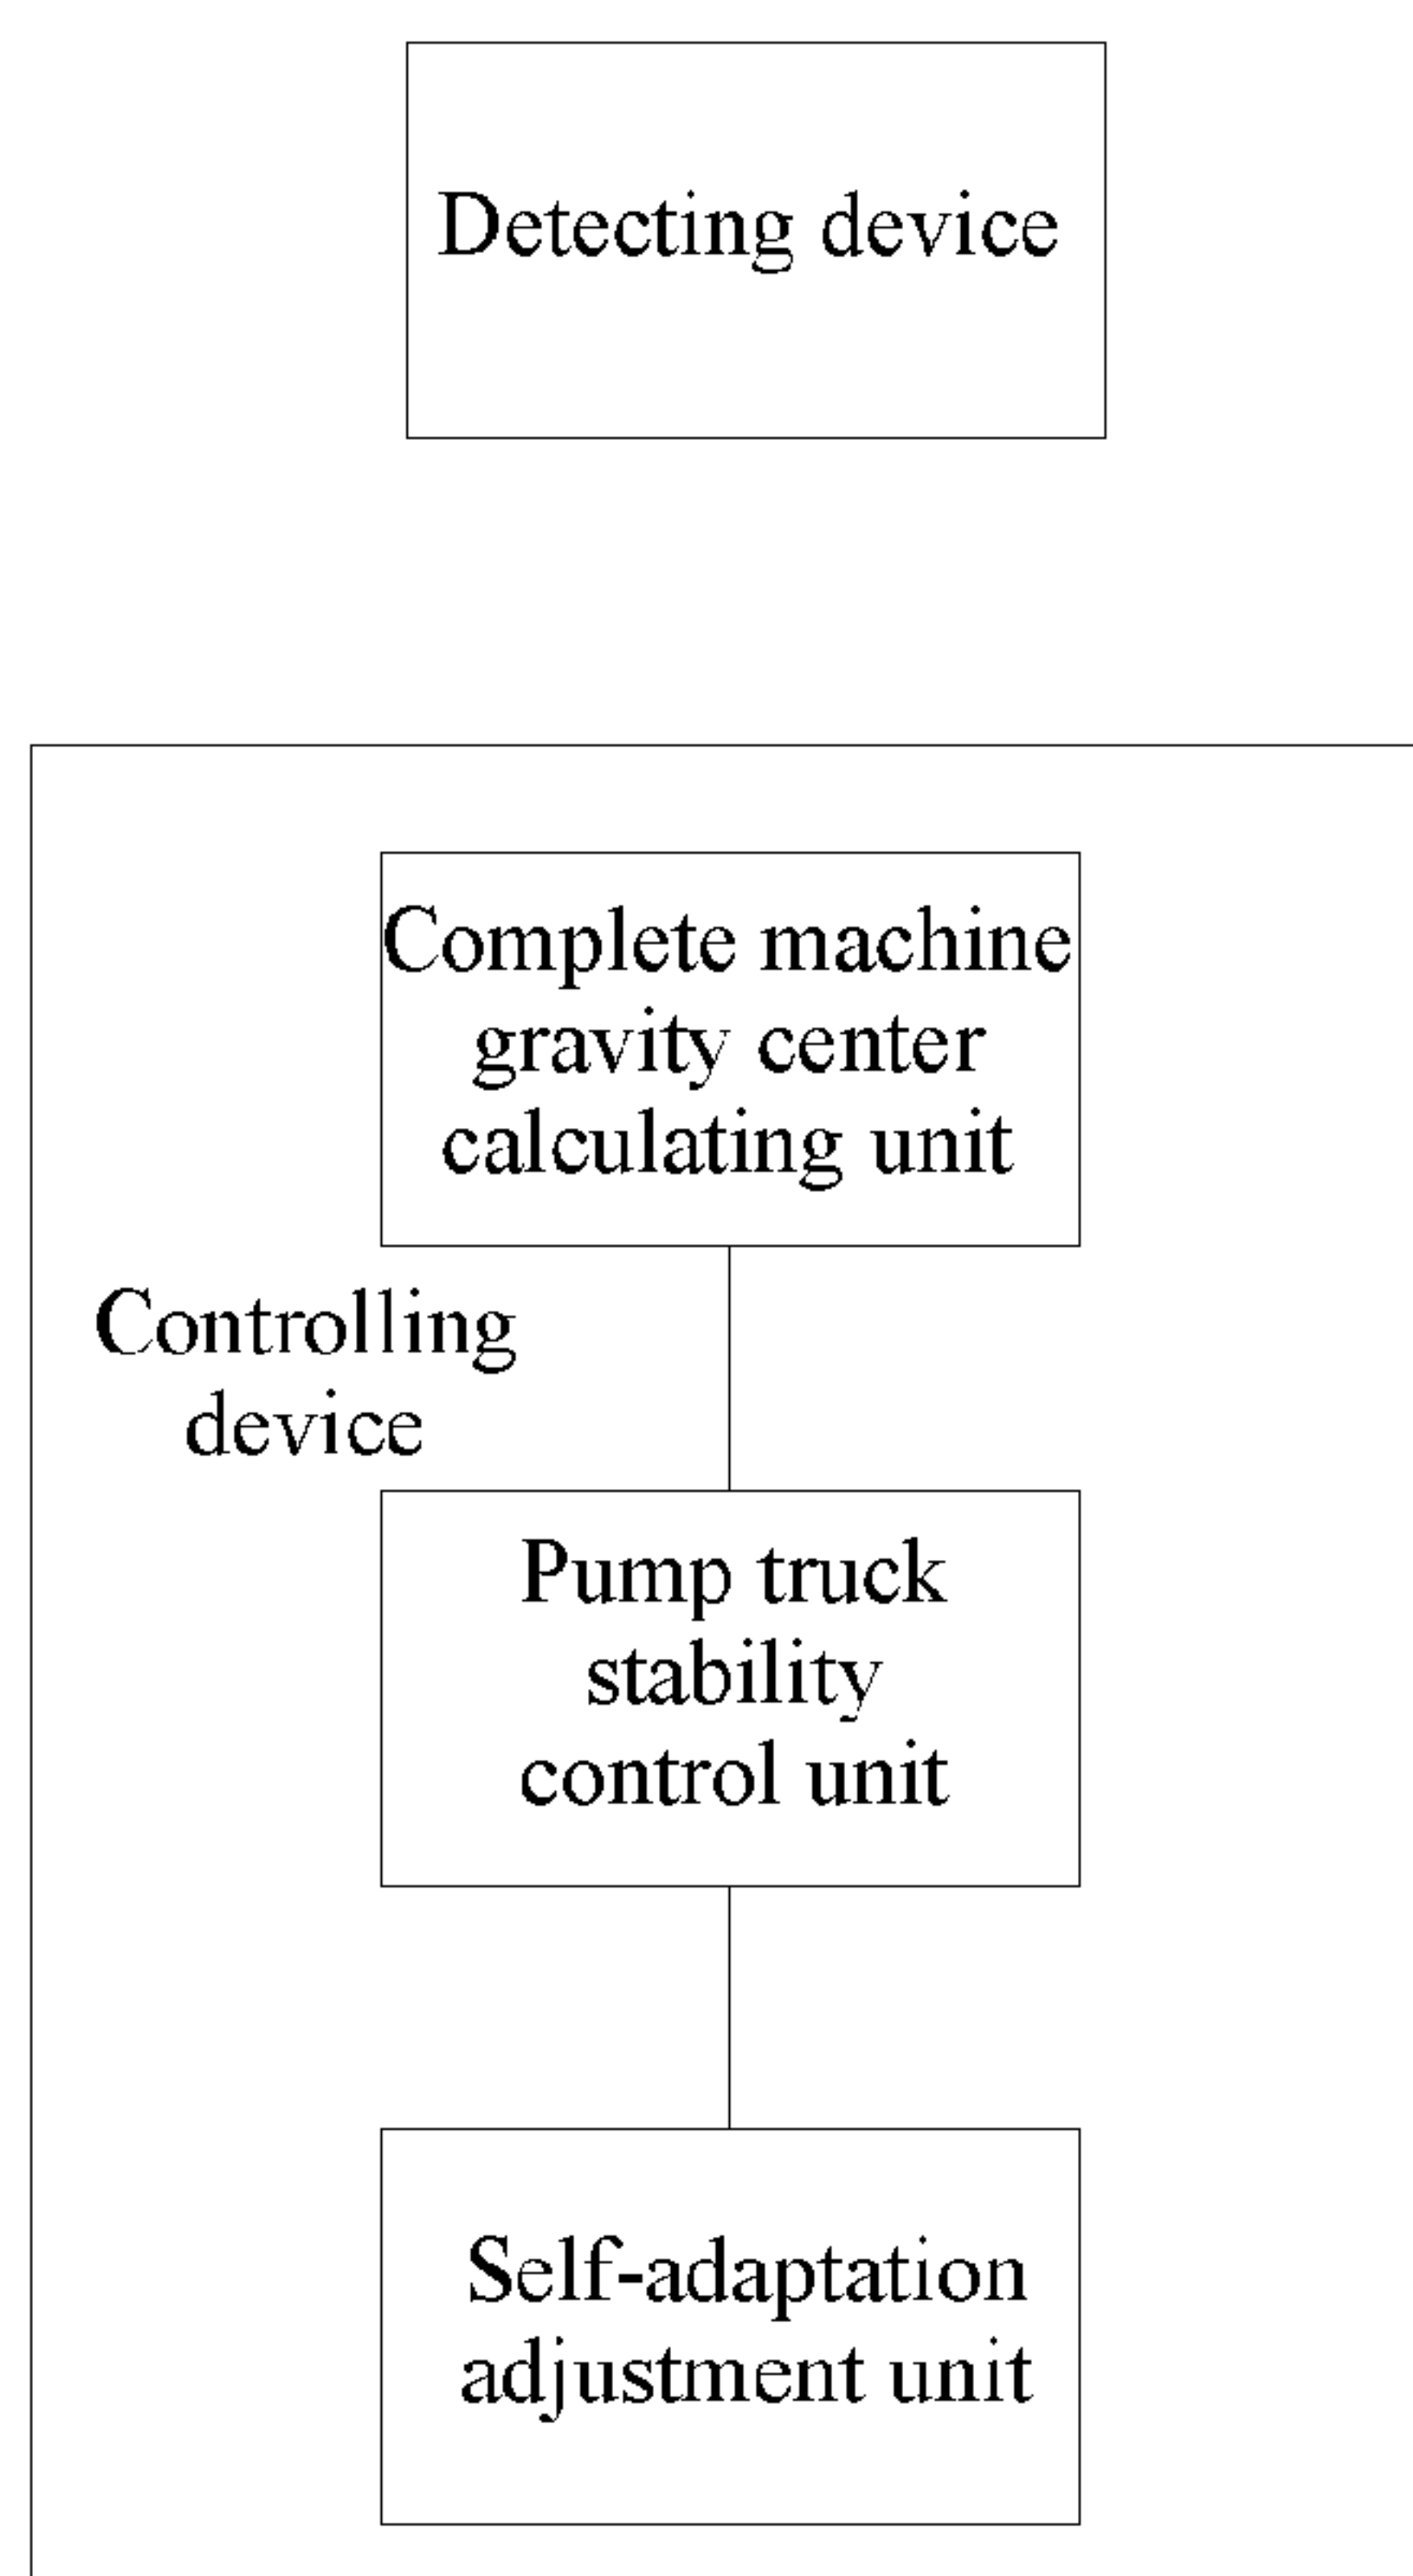 Detecting device
Complete machine
gravity center
calculating unit
Controlling
device
Pump truck
stability
control unit
Self-adaptation
adjustment unit